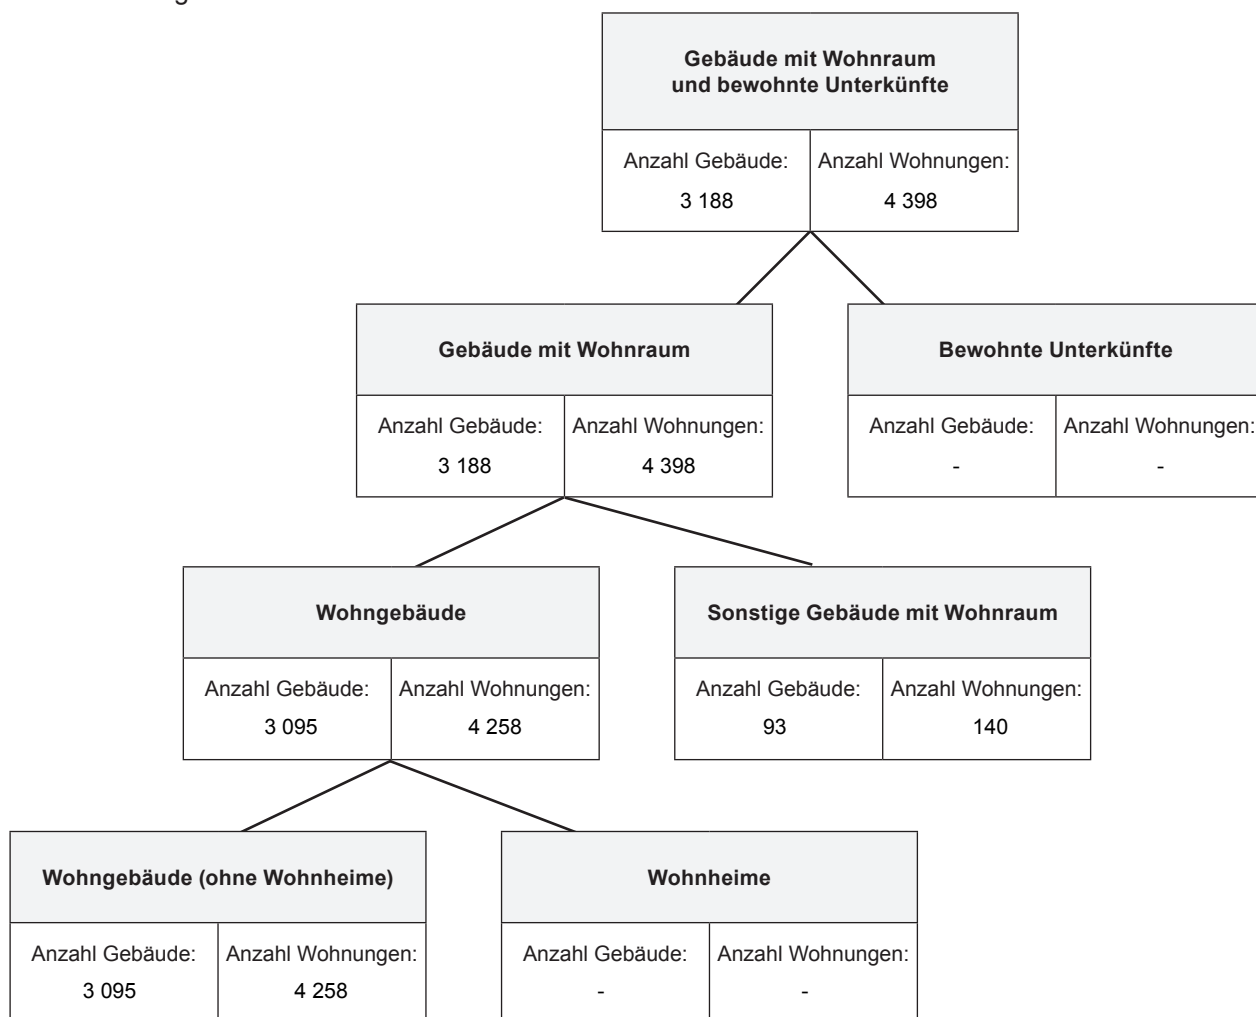 Gebäude mit Wohnraum
und bewohnte Unterkünfte
Anzahl Gebäude: Anzahl Wohnungen:
3 188 4 398
Gebäude mit Wohnraum Bewohnte Unterkünfte
Anzahl Gebäude: Anzahl Wohnungen: Anzahl Gebäude: Anzahl Wohnungen:
3 188 4 398 - -
Wohngebäude Sonstige Gebäude mit Wohnraum
Anzahl Gebäude: Anzahl Wohnungen: Anzahl Gebäude: Anzahl Wohnungen:
3 095 4 258 93 140
Wohngebäude (ohne Wohnheime) Wohnheime
Anzahl Gebäude: Anzahl Wohnungen: Anzahl Gebäude: Anzahl Wohnungen:
3 095 4 258 - -